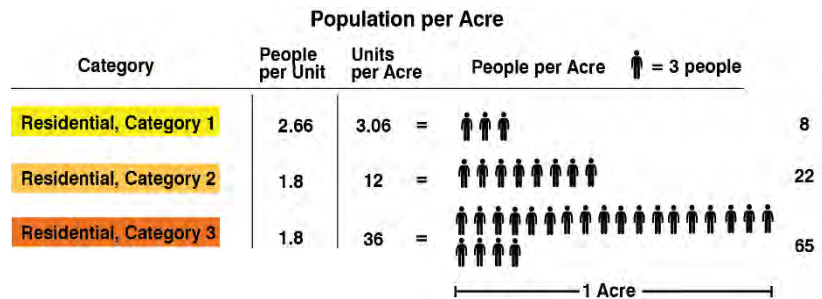 Population per Acre
Category
People per Unit
Units per Acre
People per Acre
= 3 people
Residential, Category 1 2.66 3.06 = 8
Residential, Category 2 1.8 12 = 22
Residential, Category 3 1.8 36 = 65
1 Acre